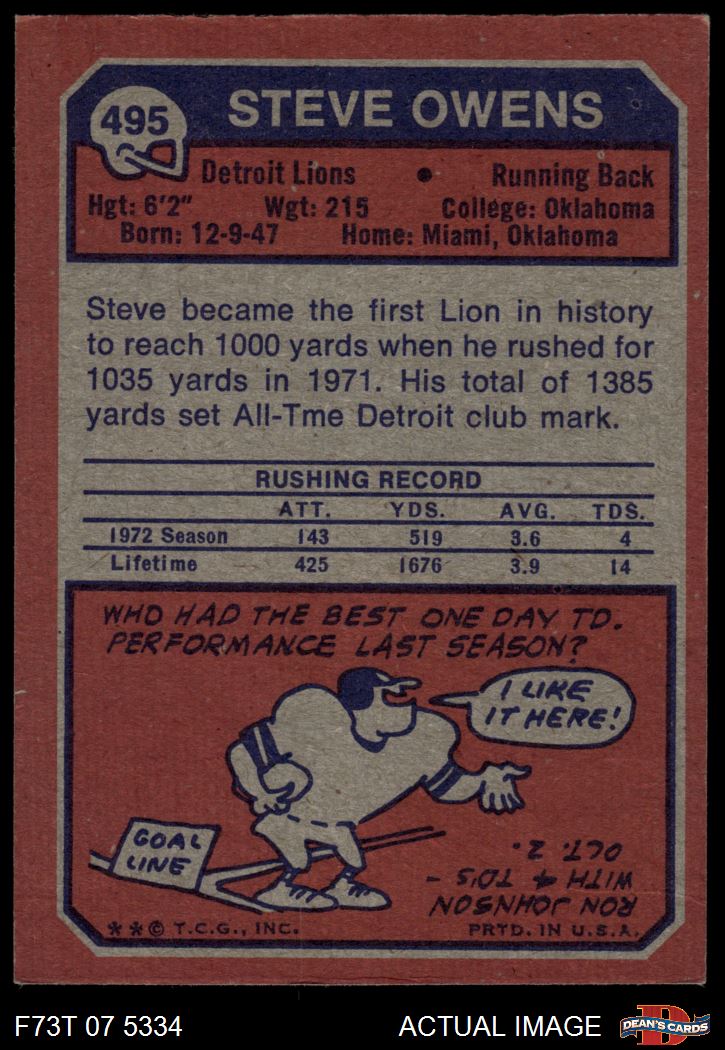 495
STEVE OWENS
Detroit Lions • Running Back
Hgt: 6'2" Wgt: 215 College: Oklahoma
Born: 12-9-47 Home: Miami, Oklahoma
Steve became the first Lion in history
to reach 1000 yards when he rushed for
1035 yards in 1971. His total of 1385
yards set All-Tme Detroit club mark.
RUSHING RECORD
ATT. YDS. AVG. TDS.
1972 Season 143 519 3.6 4
Lifetime 425 1676 3.9 14
WHO HAD THE BEST ONE DAY TD.
PERFORMANCE LAST SEASON?
I LIKE
IT HERE!
GOAL
LINE
RON JOHNSON
WITH 4 TD'S –
OCT. 2.
**© T.C.G., INC. PRTD. IN U.S.A.
F73T 07 5334 ACTUAL IMAGE
D
DEAN'S CARDS